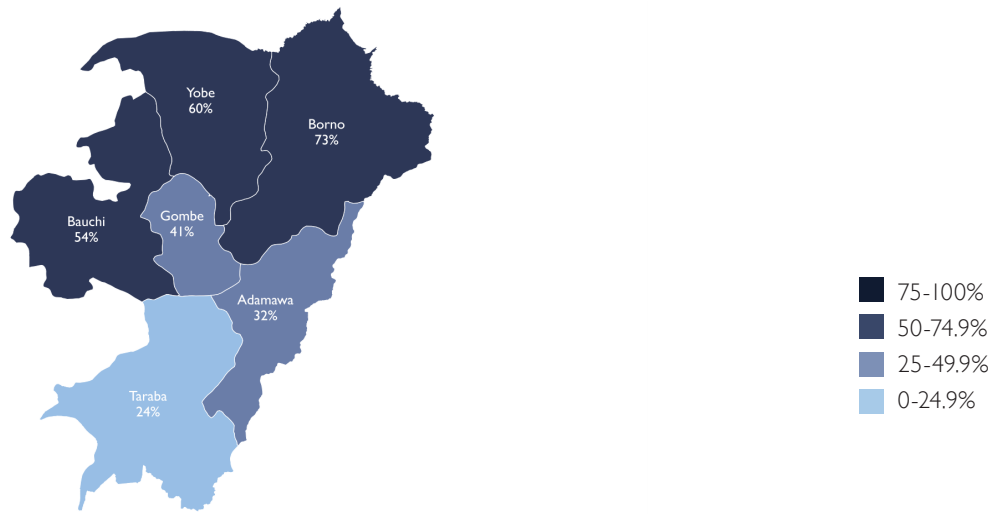 Yobe
60%
Borno
73%
Bauchi
54%
Gombe
41%
Adamawa
32%
Taraba
24%
75-100%
50-74.9%
25-49.9%
0-24.9%